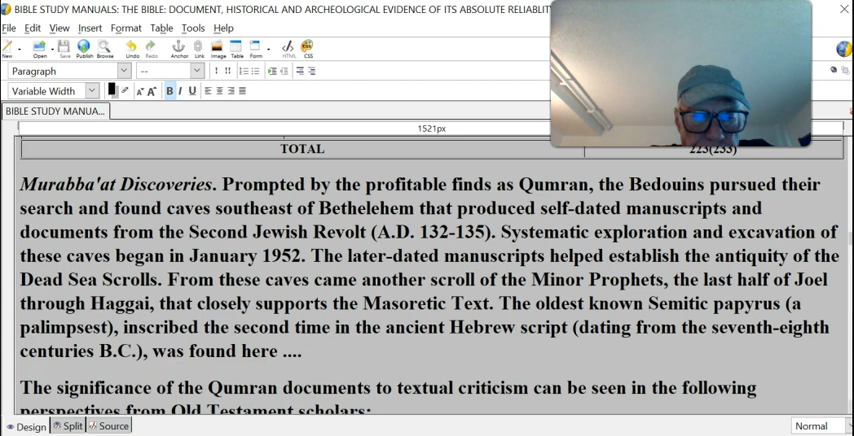 BIBLE STUDY MANUALS: THE BIBLE: DOCUMENT, HISTORICAL AND ARCHEOLOGICAL EVIDENCE OF ITS ABSOLUTE RELIABLIT
File Edit View Insert Format Table Tools Help
New Open Save Publish Browse Undo Redo Anchor Link Image Table Form HTML CSS
Paragraph --
Variable Width A A B I U
BIBLE STUDY MANUA...
1521px
TOTAL 223(233)
Murabba'at Discoveries. Prompted by the profitable finds as Qumran, the Bedouins pursued their
search and found caves southeast of Bethelehem that produced self-dated manuscripts and
documents from the Second Jewish Revolt (A.D. 132-135). Systematic exploration and excavation of
these caves began in January 1952. The later-dated manuscripts helped establish the antiquity of the
Dead Sea Scrolls. From these caves came another scroll of the Minor Prophets, the last half of Joel
through Haggai, that closely supports the Masoretic Text. The oldest known Semitic papyrus (a
palimpsest), inscribed the second time in the ancient Hebrew script (dating from the seventh-eighth
centuries B.C.), was found here ....
The significance of the Qumran documents to textual criticism can be seen in the following
perspectives from Old Testament scholars:
Design Split Source Normal